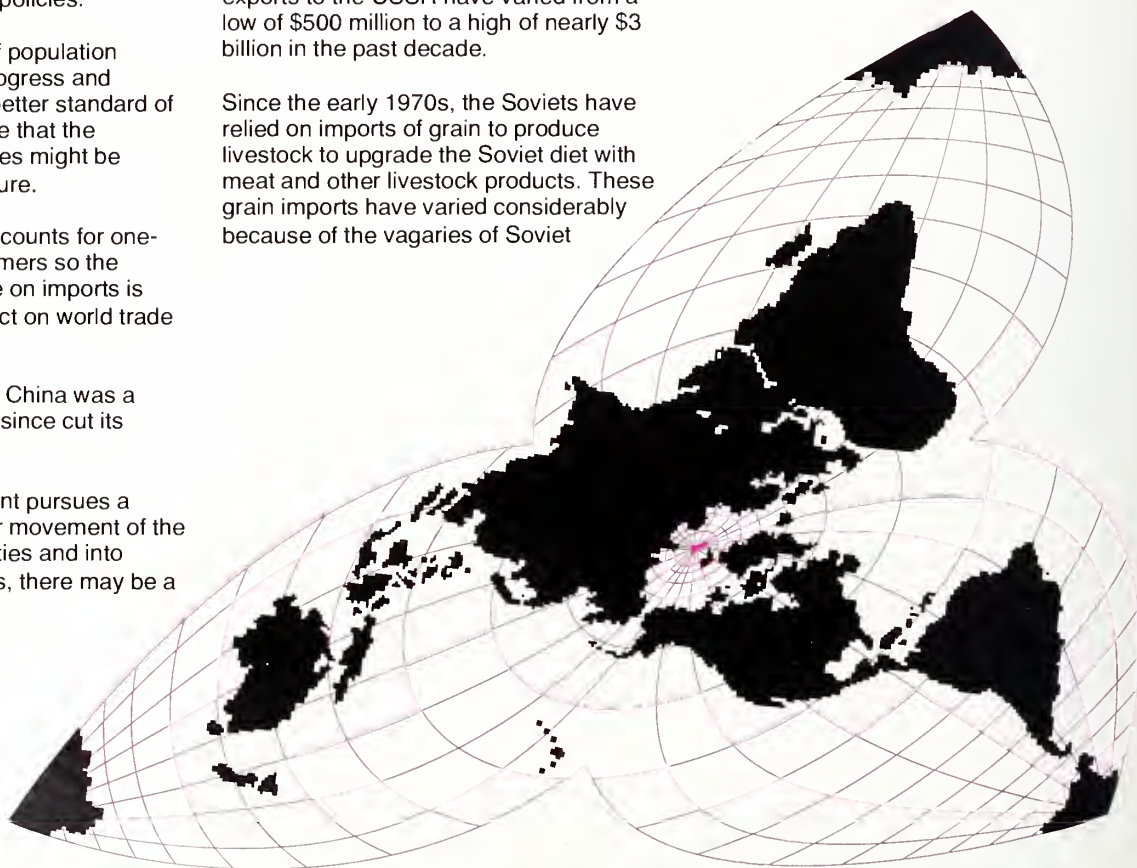 policies.
f population
ogress and
better standard of
e that the
es might be
ure.
counts for one-
mers so the
e on imports is
ct on world trade
China was a
since cut its
nt pursues a
r movement of the
ties and into
s, there may be a
low of $500 million to a high of nearly $3
billion in the past decade.
Since the early 1970s, the Soviets have
relied on imports of grain to produce
livestock to upgrade the Soviet diet with
meat and other livestock products. These
grain imports have varied considerably
because of the vagaries of Soviet